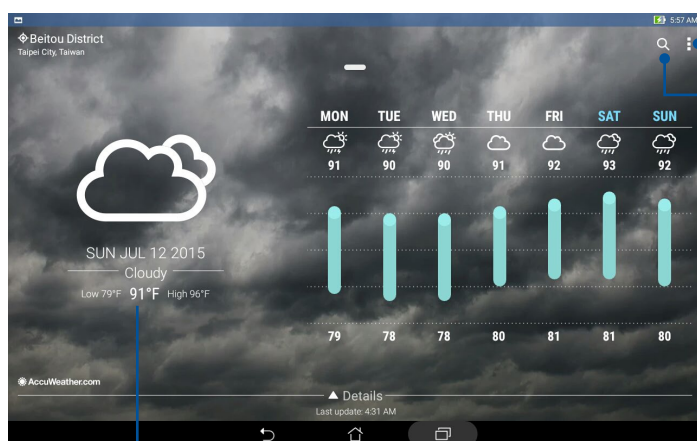 5:57 AM
Beitou District
Taipei City, Taiwan
MON TUE WED THU FRI SAT SUN
91 90 90 91 92 93 92
SUN JUL 12 2015
Cloudy
Low 79°F 91°F High 96°F
79 78 78 80 81 81 80
AccuWeather.com
Details
Last update: 4:31 AM